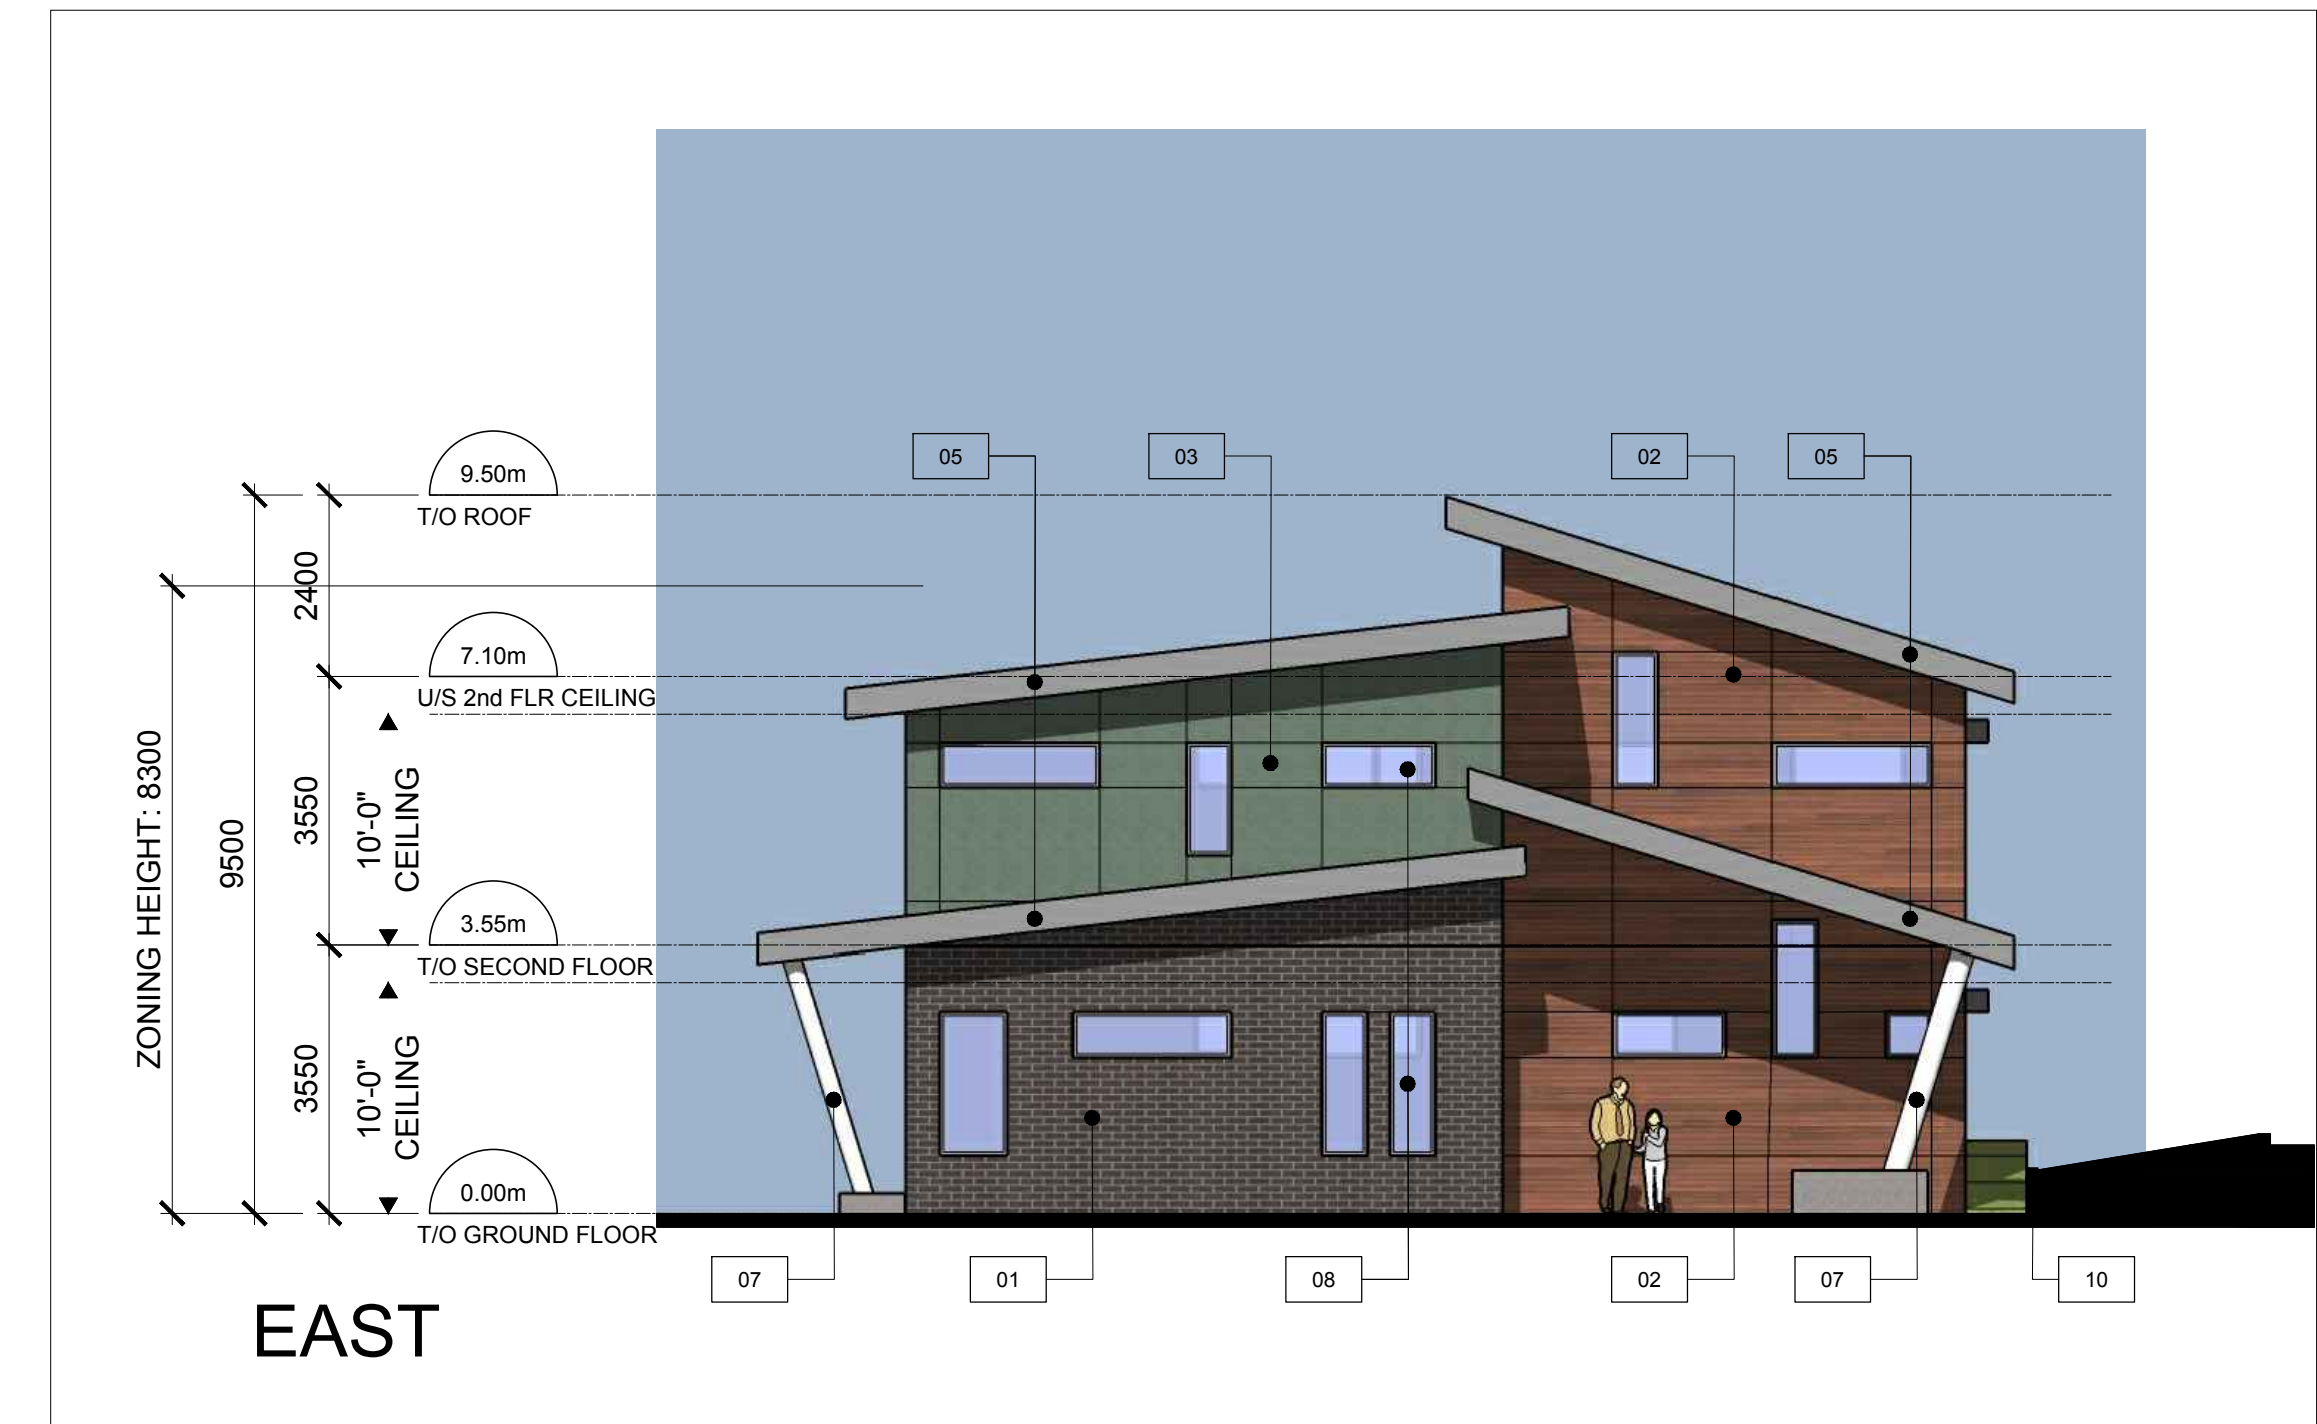 05
03
02
05
9.50m
T/O ROOF
2400
7.10m
U/S 2nd FLR CEILING
ZONING HEIGHT: 8300
9500
3550
10'-0"
CEILING
3.55m
T/O SECOND FLOOR
3550
10'-0"
CEILING
0.00m
T/O GROUND FLOOR
07
01
08
02
07
10
EAST